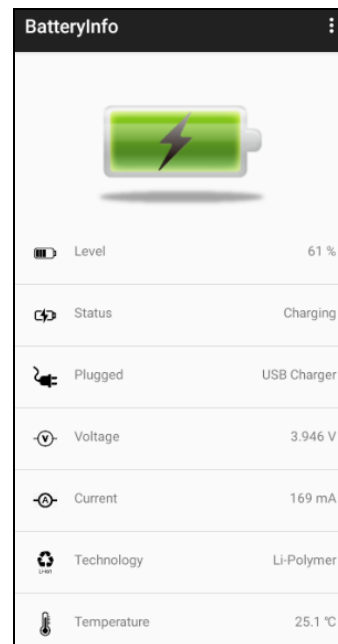 BatteryInfo
Level 61 %
Status Charging
Plugged USB Charger
V
Voltage 3.946 V
A
Current 169 mA
Technology Li-Polymer
Temperature 25.1 °C